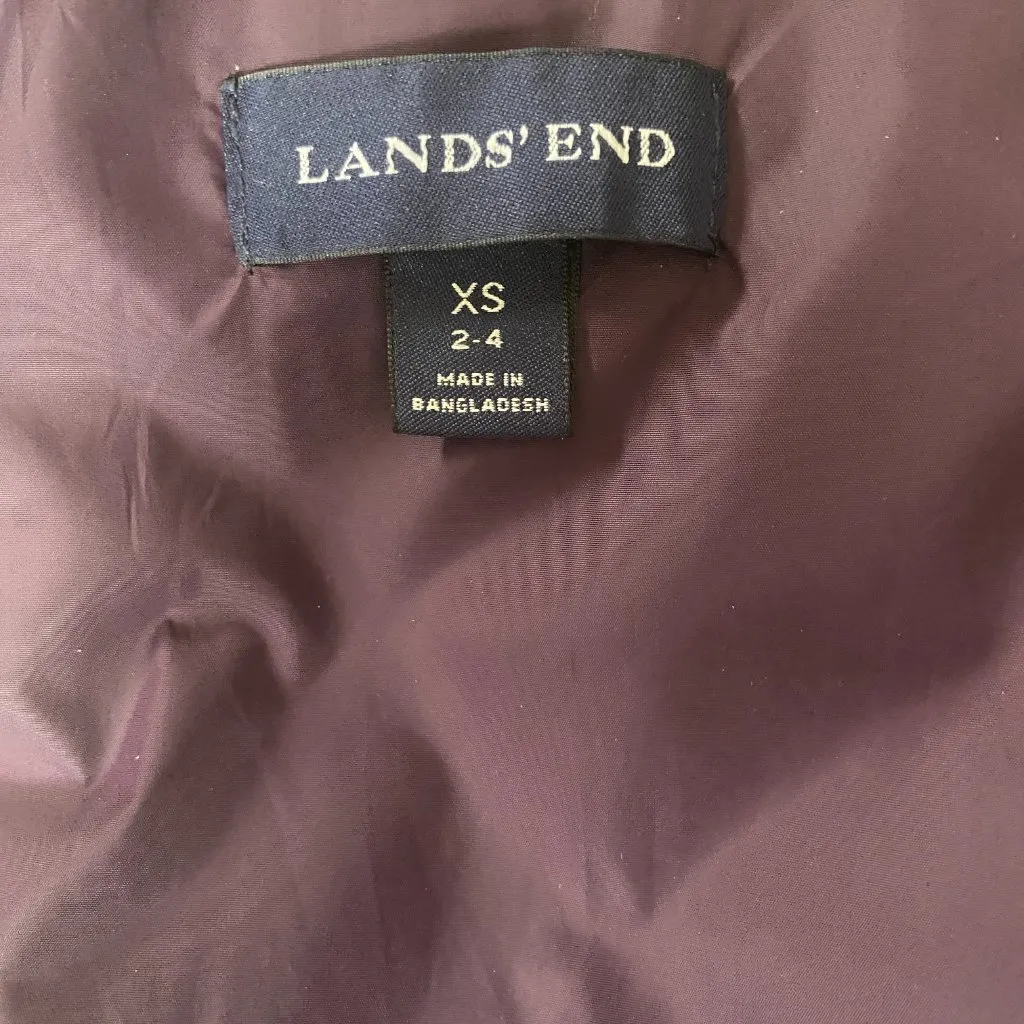 LANDS' END
XS
2-4
MADE IN
BANGLADESH